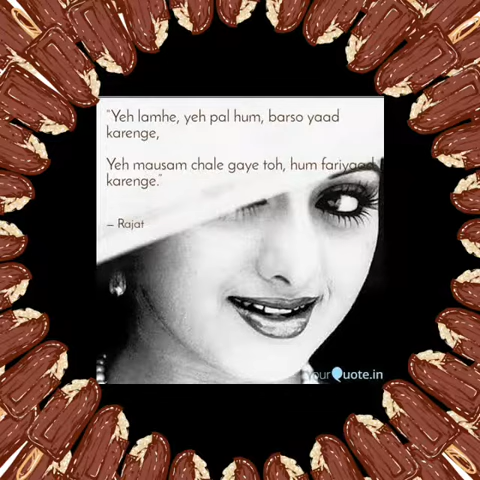 "Yeh lamhe, yeh pal hum, barso yaad
karenge,
Yeh mausam chale gaye toh, hum fariyaad
karenge."
– Rajat
YourQuote.in